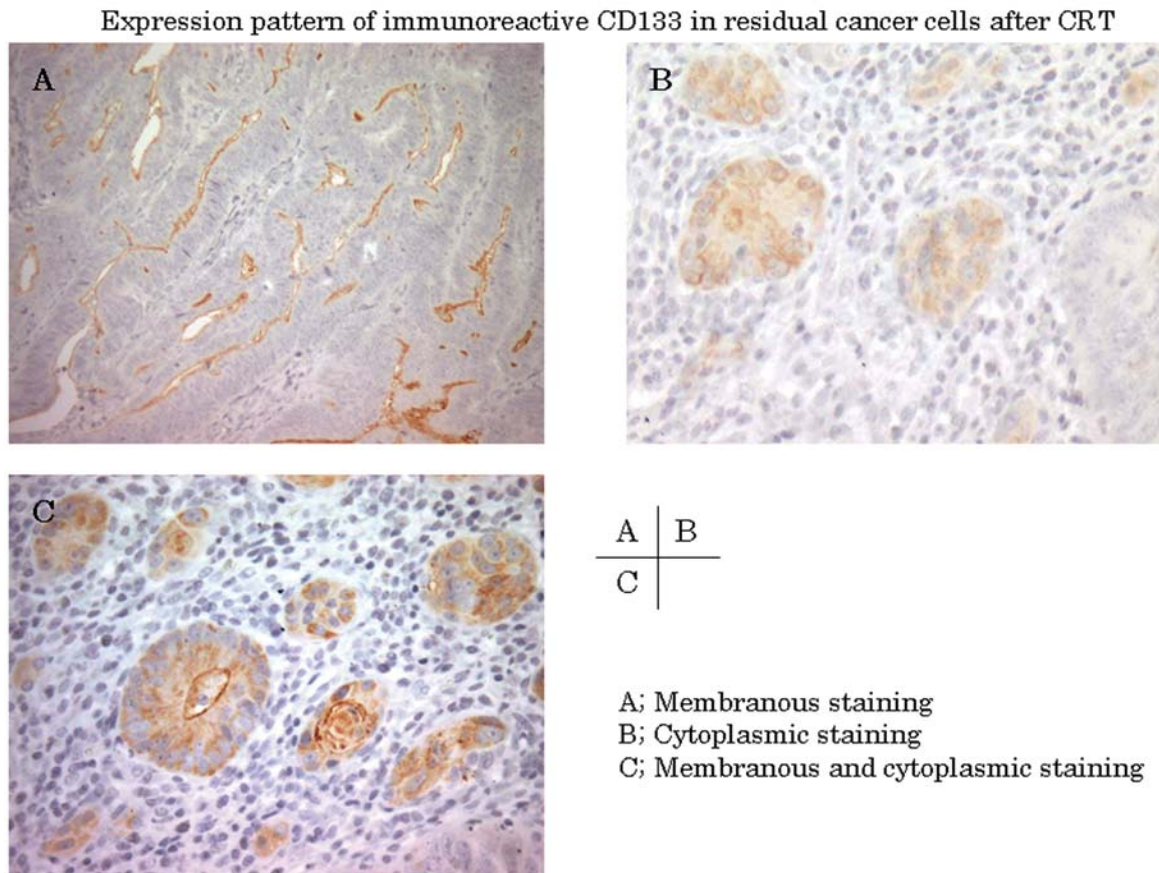 Expression pattern of immunoreactive CD133 in residual cancer cells after CRT
A
B
C
A B
C
A; Membranous staining
B; Cytoplasmic staining
C; Membranous and cytoplasmic staining